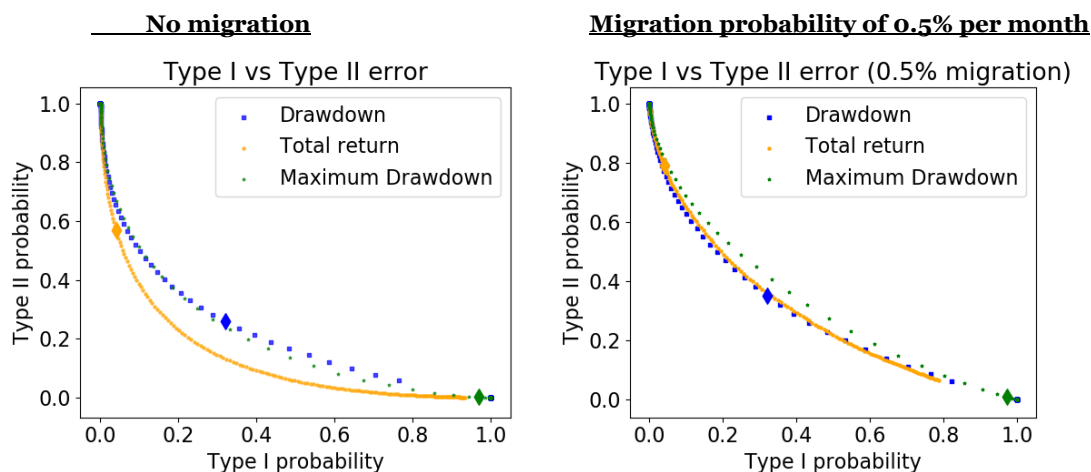 No migration
Type I vs Type II error
Drawdown
Total return
Maximum Drawdown
Type II probability
1.0
0.8
0.6
0.4
0.2
0.0
0.0 0.2 0.4 0.6 0.8 1.0
Type I probability
Migration probability of 0.5% per month
Type I vs Type II error (0.5% migration)
Drawdown
Total return
Maximum Drawdown
Type II probability
1.0
0.8
0.6
0.4
0.2
0.0
0.0 0.2 0.4 0.6 0.8 1.0
Type I probability